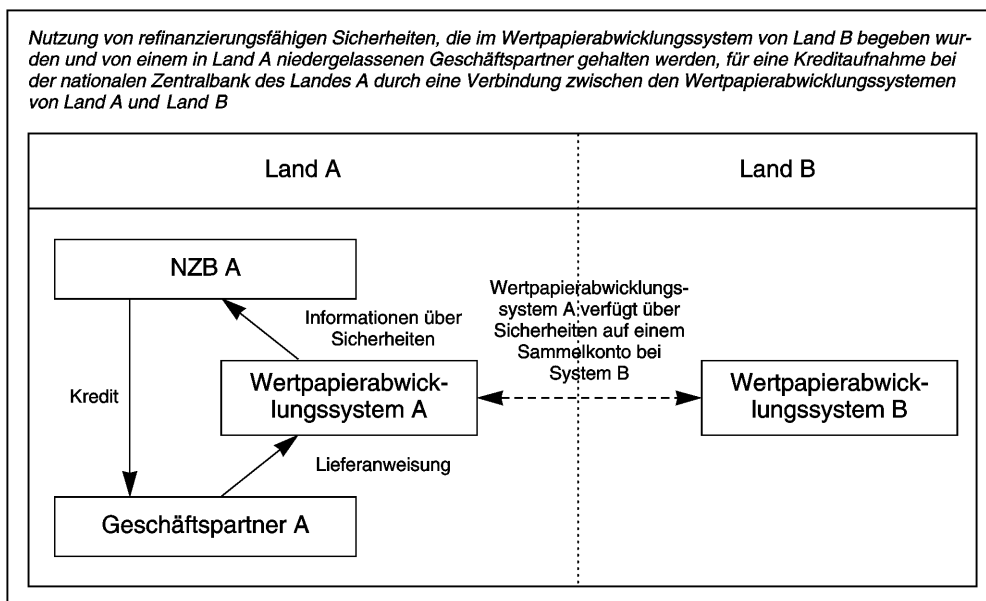 Nutzung von refinanzierungsfähigen Sicherheiten, die im Wertpapierabwicklungssystem von Land B begeben wur-
den und von einem in Land A niedergelassenen Geschäftspartner gehalten werden, für eine Kreditaufnahme bei
der nationalen Zentralbank des Landes A durch eine Verbindung zwischen den Wertpapierabwicklungssystemen
von Land A und Land B
Land A
Land B
NZB A
Informationen über
Sicherheiten
Wertpapierabwicklungs-
system A verfügt über
Sicherheiten auf einem
Sammelkonto bei
System B
Kredit
Wertpapierabwick-
lungssystem A
Wertpapierabwick-
lungssystem B
Lieferanweisung
Geschäftspartner A